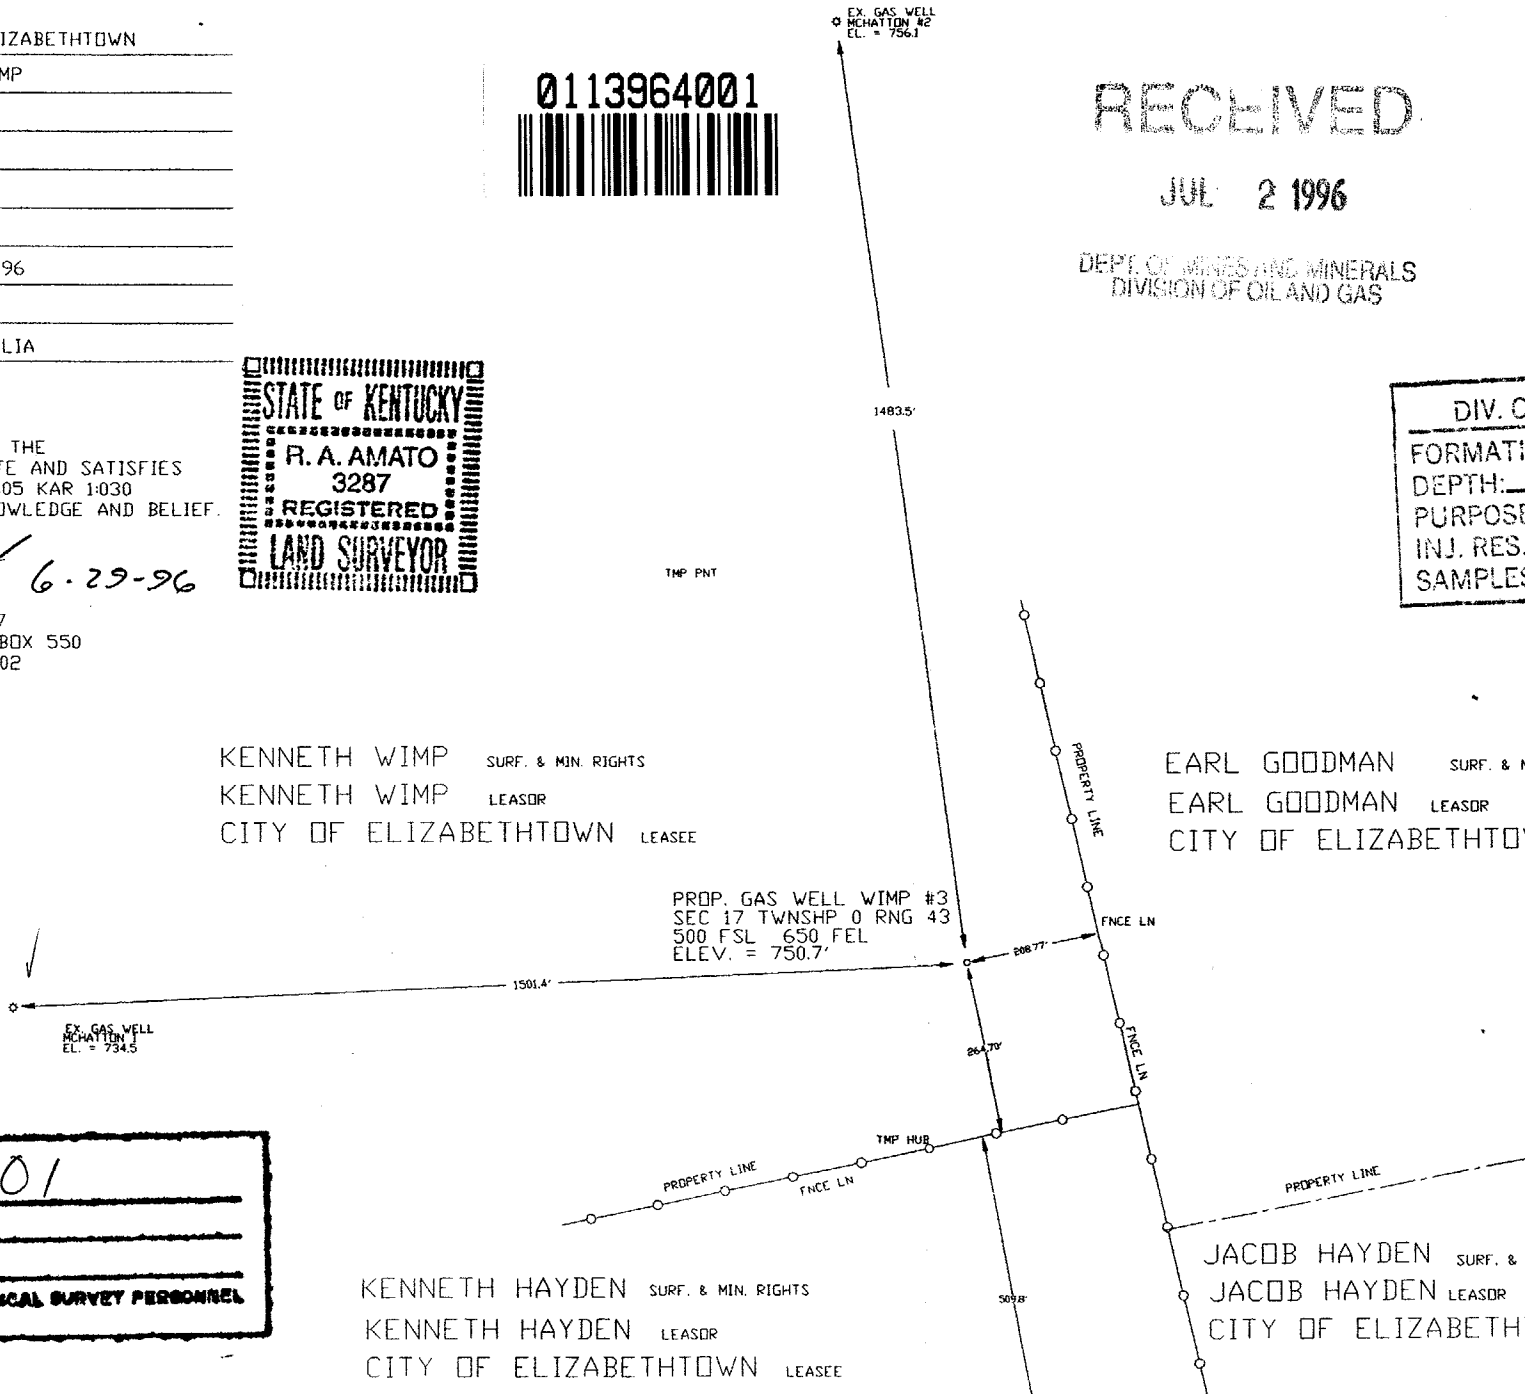 IZABETHTOWN
MP
96
LIA
EX. GAS WELL
MCHATTON #2
EL. = 756.1
0113964001
RECEIVED
JUL 2 1996
DEPT. OF MINES AND MINERALS
DIVISION OF OIL AND GAS
STATE OF KENTUCKY
R. A. AMATO
3287
REGISTERED
LAND SURVEYOR
THE
TE AND SATISFIES
05 KAR 1:030
OWLEDGE AND BELIEF.
6-29-96
7
BOX 550
02
1483.5'
DIV. O
FORMATI
DEPTH:
PURPOSE
INJ. RES.
SAMPLES
TMP PNT
KENNETH WIMP SURF. & MIN. RIGHTS
KENNETH WIMP LEASOR
CITY OF ELIZABETHTOWN LEASEE
PROPERTY LINE
EARL GOODMAN SURF. & M
EARL GOODMAN LEASOR
CITY OF ELIZABETHTOW
PROP. GAS WELL WIMP #3
SEC 17 TWNSHP O RNG 43
500 FSL 650 FEL
ELEV. = 750.7'
FNCE LN
208.77'
1501.4'
EX. GAS WELL
MCHATTON 1
EL. = 734.5
264.70'
FNCE LN
TMP HUB
PROPERTY LINE
FNCE LN
PROPERTY LINE
01
ICAL SURVEY PERSONNEL
KENNETH HAYDEN SURF. & MIN. RIGHTS
KENNETH HAYDEN LEASOR
CITY OF ELIZABETHTOWN LEASEE
509.8'
JACOB HAYDEN SURF. &
JACOB HAYDEN LEASOR
CITY OF ELIZABETH